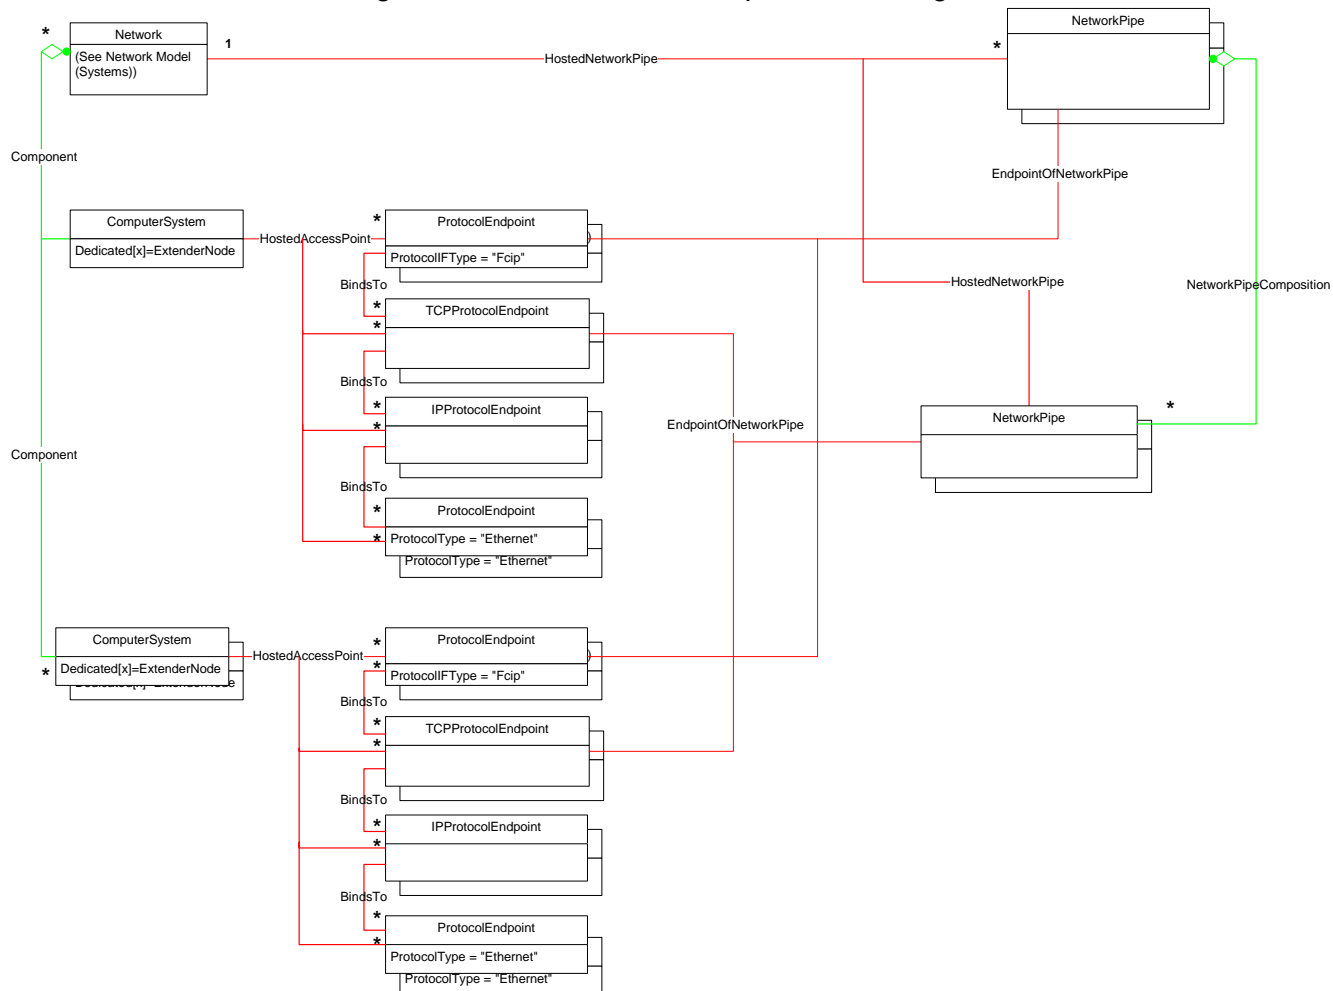 *
Network
(See Network Model
(Systems))
1
HostedNetworkPipe
*
NetworkPipe
Component
EndpointOfNetworkPipe
ComputerSystem
Dedicated[x]=ExtenderNode
HostedAccessPoint
*
ProtocolEndpoint
ProtocolIFType = "Fcip"
BindsTo
*
*
TCPProtocolEndpoint
HostedNetworkPipe
NetworkPipeComposition
BindsTo
*
*
IPProtocolEndpoint
EndpointOfNetworkPipe
NetworkPipe
*
Component
BindsTo
*
*
ProtocolEndpoint
ProtocolType = "Ethernet"
ProtocolType = "Ethernet"
ComputerSystem
Dedicated[x]=ExtenderNode
Dedicated[x]=ExtenderNode
*
HostedAccessPoint
*
*
ProtocolEndpoint
ProtocolIFType = "Fcip"
BindsTo
*
*
TCPProtocolEndpoint
BindsTo
*
*
IPProtocolEndpoint
BindsTo
*
*
ProtocolEndpoint
ProtocolType = "Ethernet"
ProtocolType = "Ethernet"